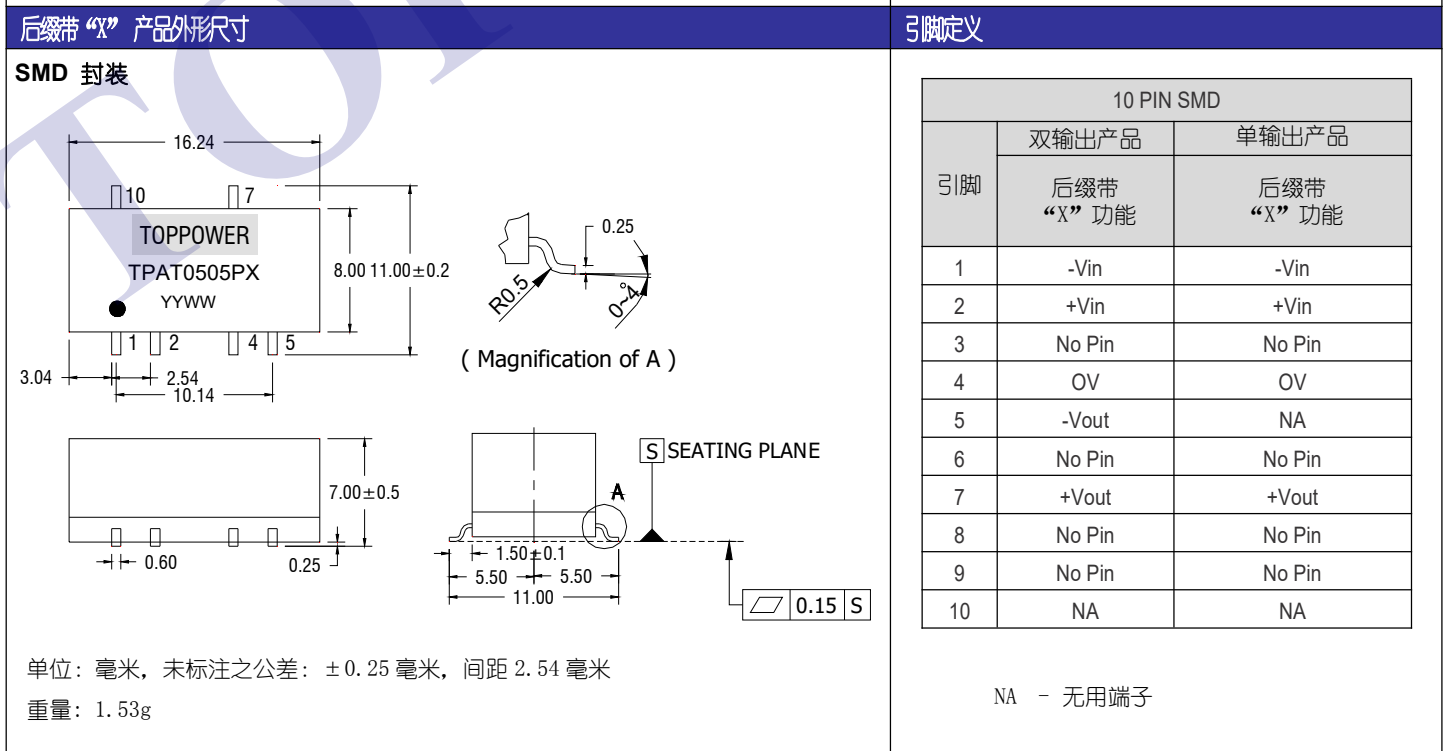 后缀带 “X” 产品外形尺寸
SMD 封装
16.24
10
7
TOPPOWER
TPAT0505PX
YYWW
8.00
11.00±0.2
1
2
4
5
3.04
2.54
10.14
0.25
R0.5
0~4°
( Magnification of A )
7.00±0.5
0.60
0.25
A
S SEATING PLANE
1.50±0.1
5.50
5.50
11.00
0.15 S
单位: 毫米, 未标注之公差: ±0.25 毫米, 间距 2.54 毫米
重量: 1.53g
引脚定义
10 PIN SMD
引脚 双输出产品 单输出产品
后缀带 后缀带
“X” 功能 “X” 功能
1 -Vin -Vin
2 +Vin +Vin
3 No Pin No Pin
4 OV OV
5 -Vout NA
6 No Pin No Pin
7 +Vout +Vout
8 No Pin No Pin
9 No Pin No Pin
10 NA NA
NA - 无用端子